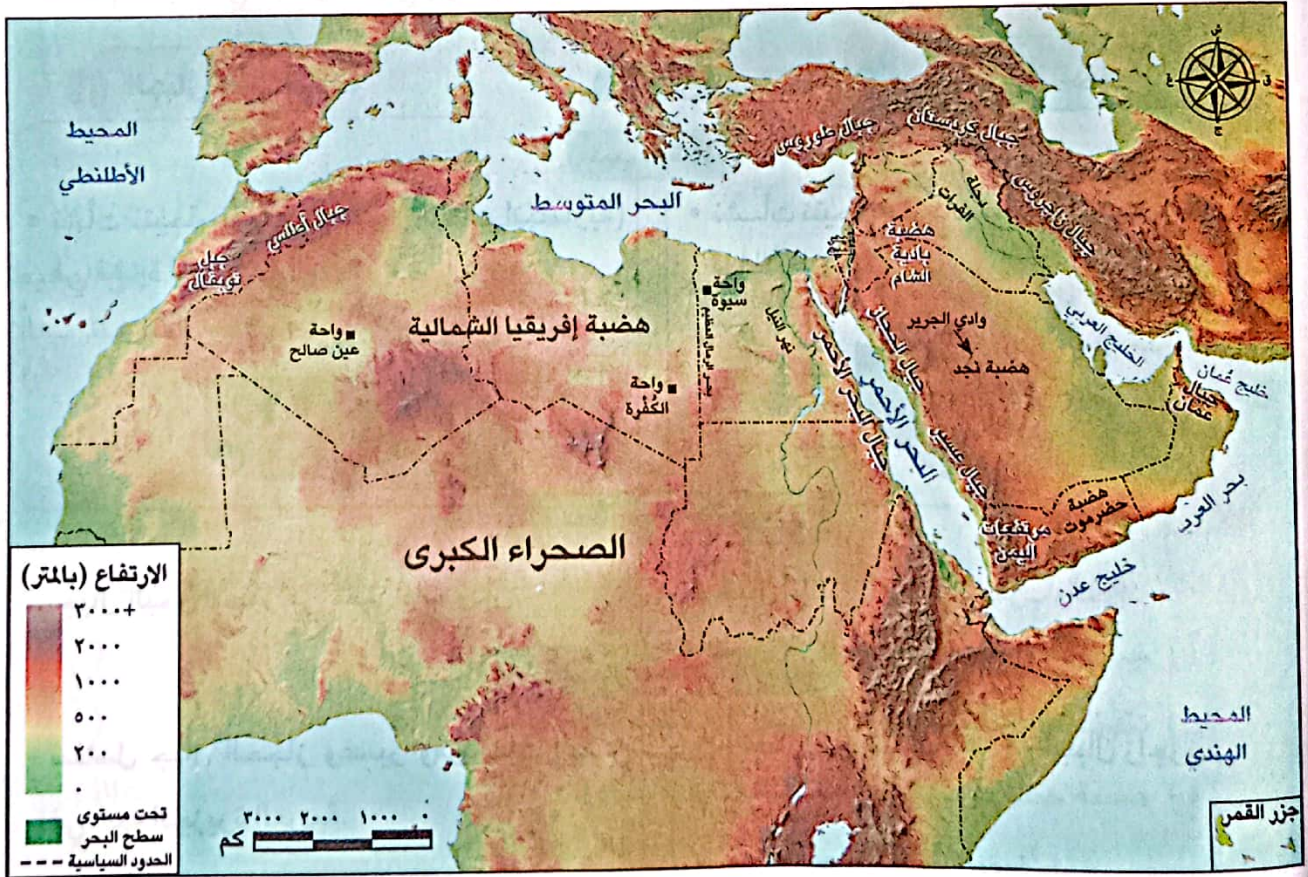 المحيط
الأطلنطي
البحر المتوسط
جبال طوروس
جبال كردستان
جبال زاجروس
دجلة
الفرات
هضبة
بادية
الشام
جبال أطلس
جبل
توبقال
واحة
عين صالح
هضبة إفريقيا الشمالية
واحة
سيوة
بحر الرمال العظيم
نهر النيل
واحة
الكُفْرة
جبال البحر الأحمر
البحر الأحمر
جبال الحجاز
وادي الجرير
هضبة نجد
الخليج العربي
خليج عُمان
جبال
عمان
جبال عسير
هضبة
حضرموت
مرتفعات
اليمن
بحر العرب
خليج عدن
الصحراء الكبرى
المحيط
الهندي
جزر القمر
الارتفاع (بالمتر)
٣٠٠٠+
٢٠٠٠
١٠٠٠
٥٠٠
٢٠٠
٠
تحت مستوى
سطح البحر
الحدود السياسية
٣٠٠٠ ٢٠٠٠ ١٠٠٠ ٠
كم